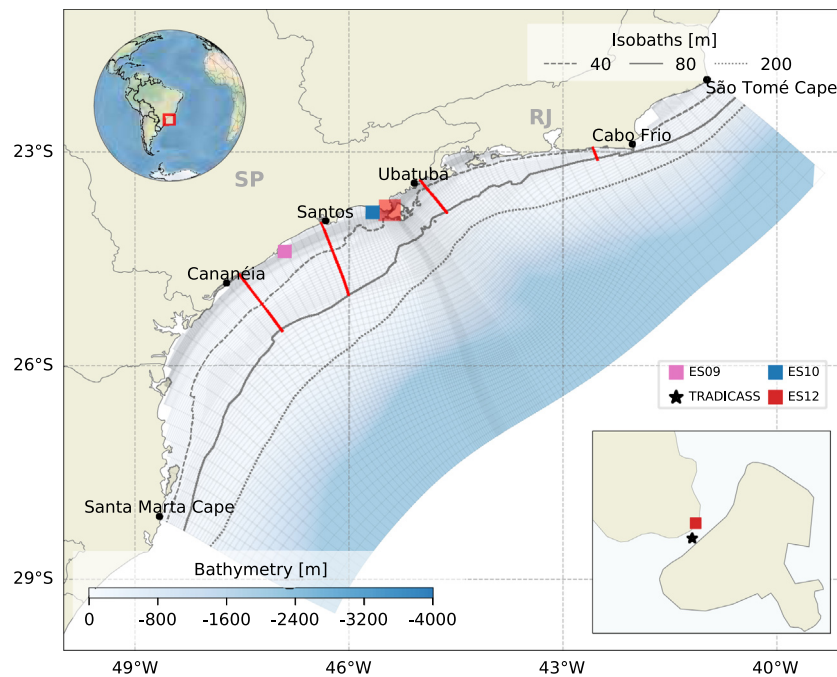 Isobaths [m]
40 80 200
São Tomé Cape
RJ
Cabo Frio
23°S
Ubatuba
SP
Santos
Cananéia
26°S
ES09 ES10
TRADICASS ES12
Santa Marta Cape
Bathymetry [m]
29°S
0 -800 -1600 -2400 -3200 -4000
49°W 46°W 43°W 40°W